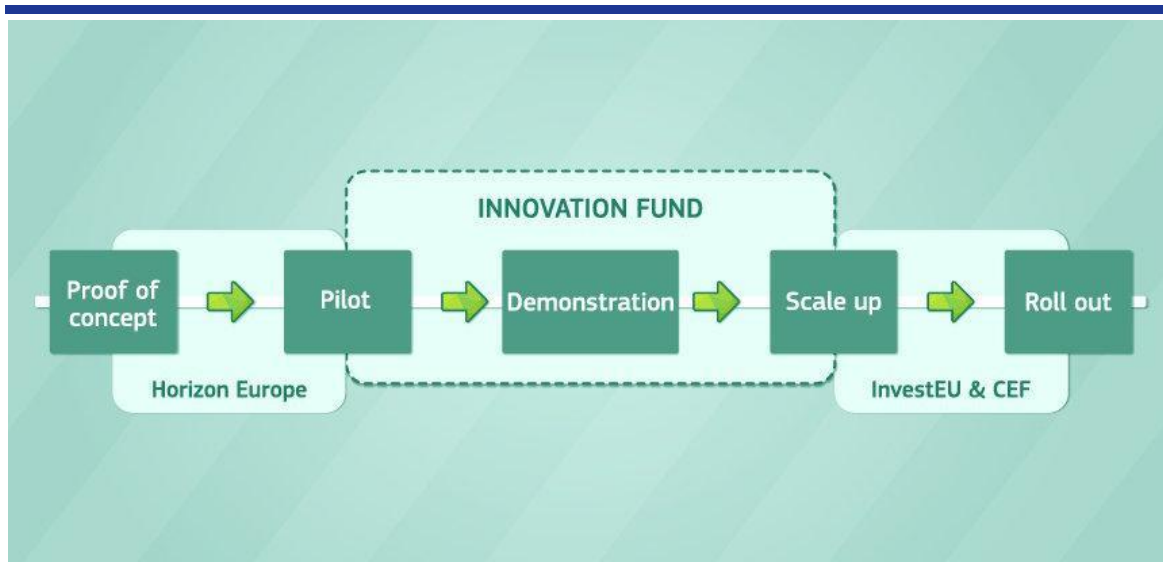 INNOVATION FUND
Proof of
concept
Pilot
Demonstration
Scale up
Roll out
Horizon Europe
InvestEU & CEF